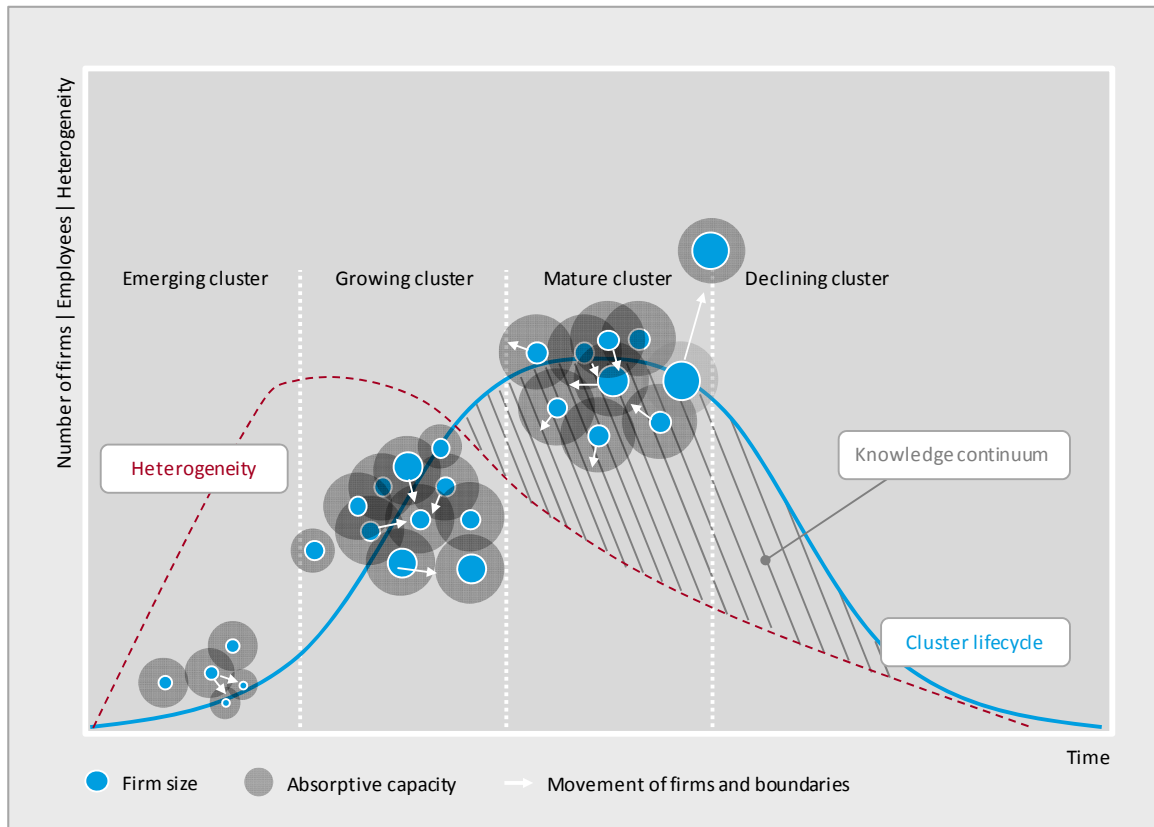 Number of firms | Employees | Heterogeneity
Emerging cluster
Growing cluster
Mature cluster
Declining cluster
Heterogeneity
Knowledge continuum
Cluster lifecycle
Time
Firm size
Absorptive capacity
Movement of firms and boundaries